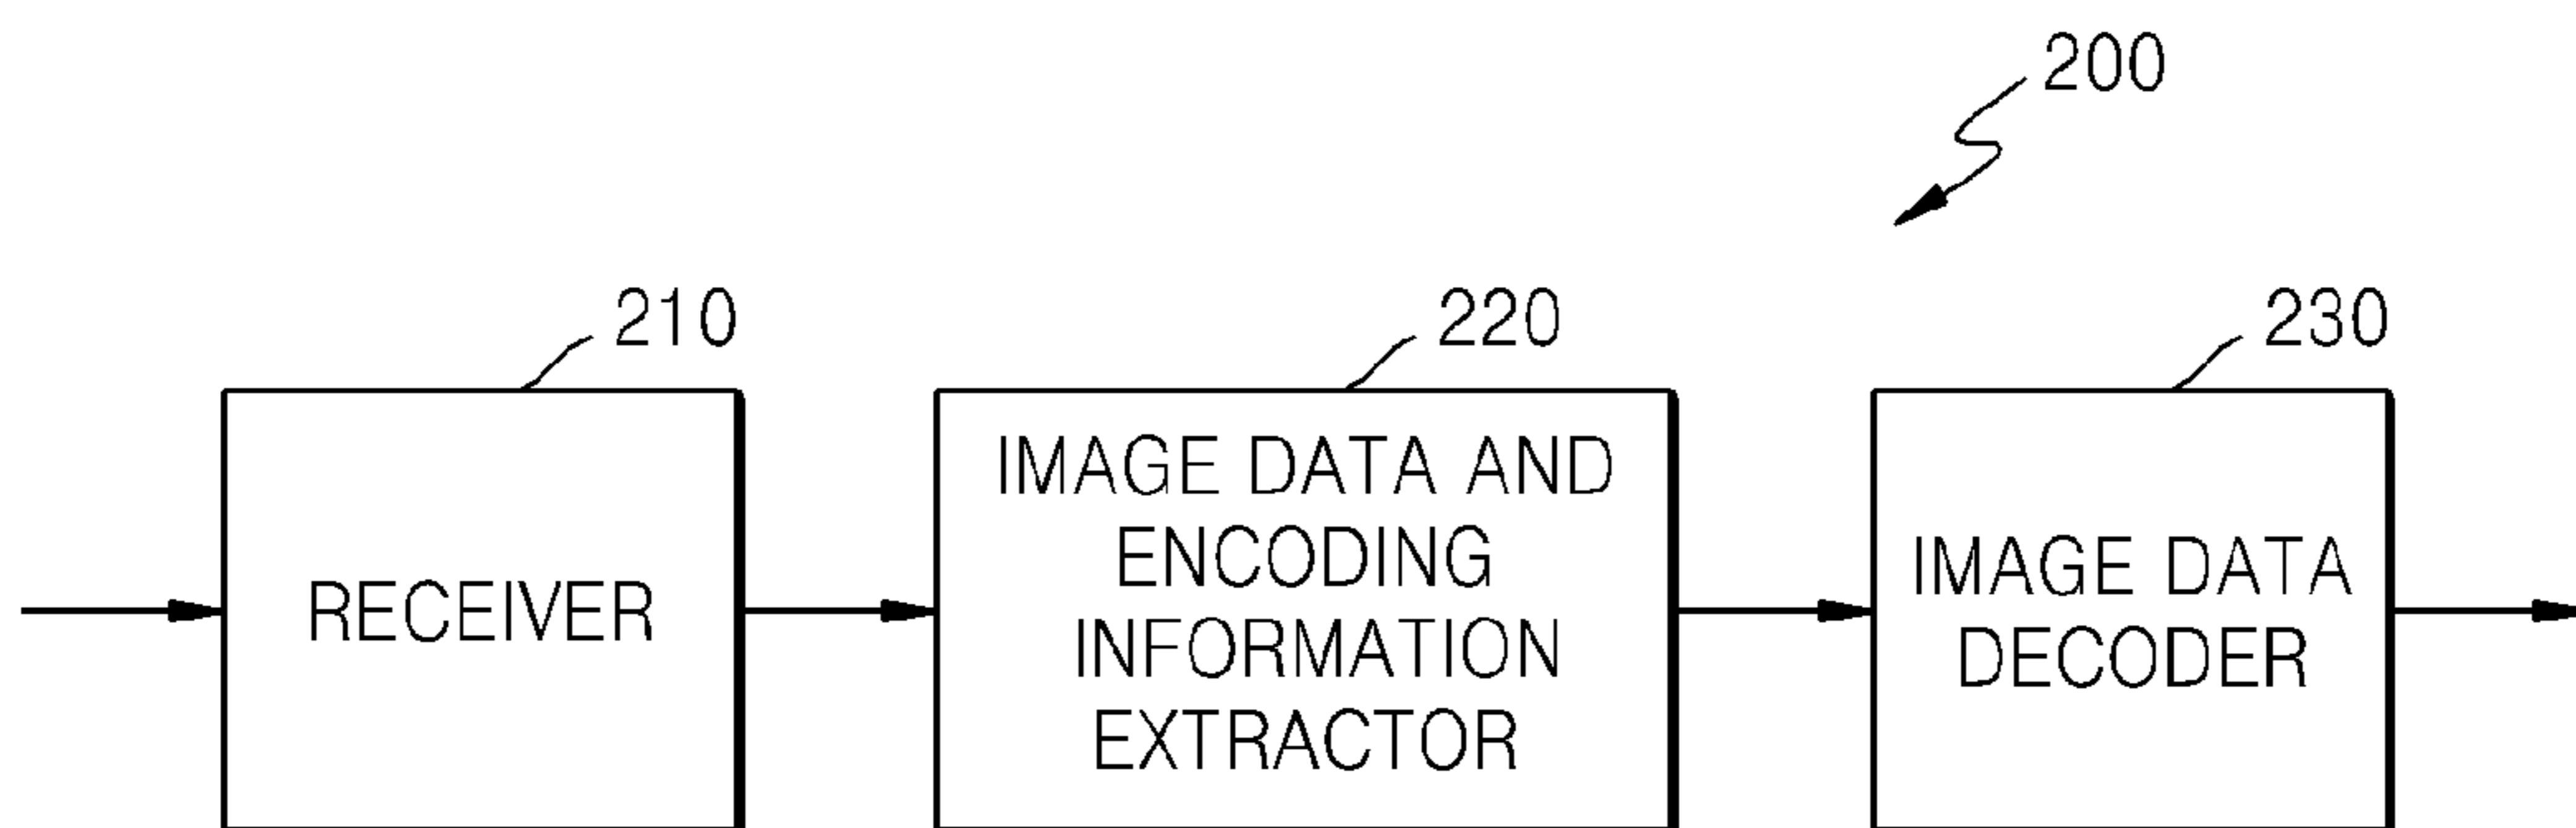 200
210
220
230
RECEIVER
IMAGE DATA AND
ENCODING
INFORMATION
EXTRACTOR
IMAGE DATA
DECODER